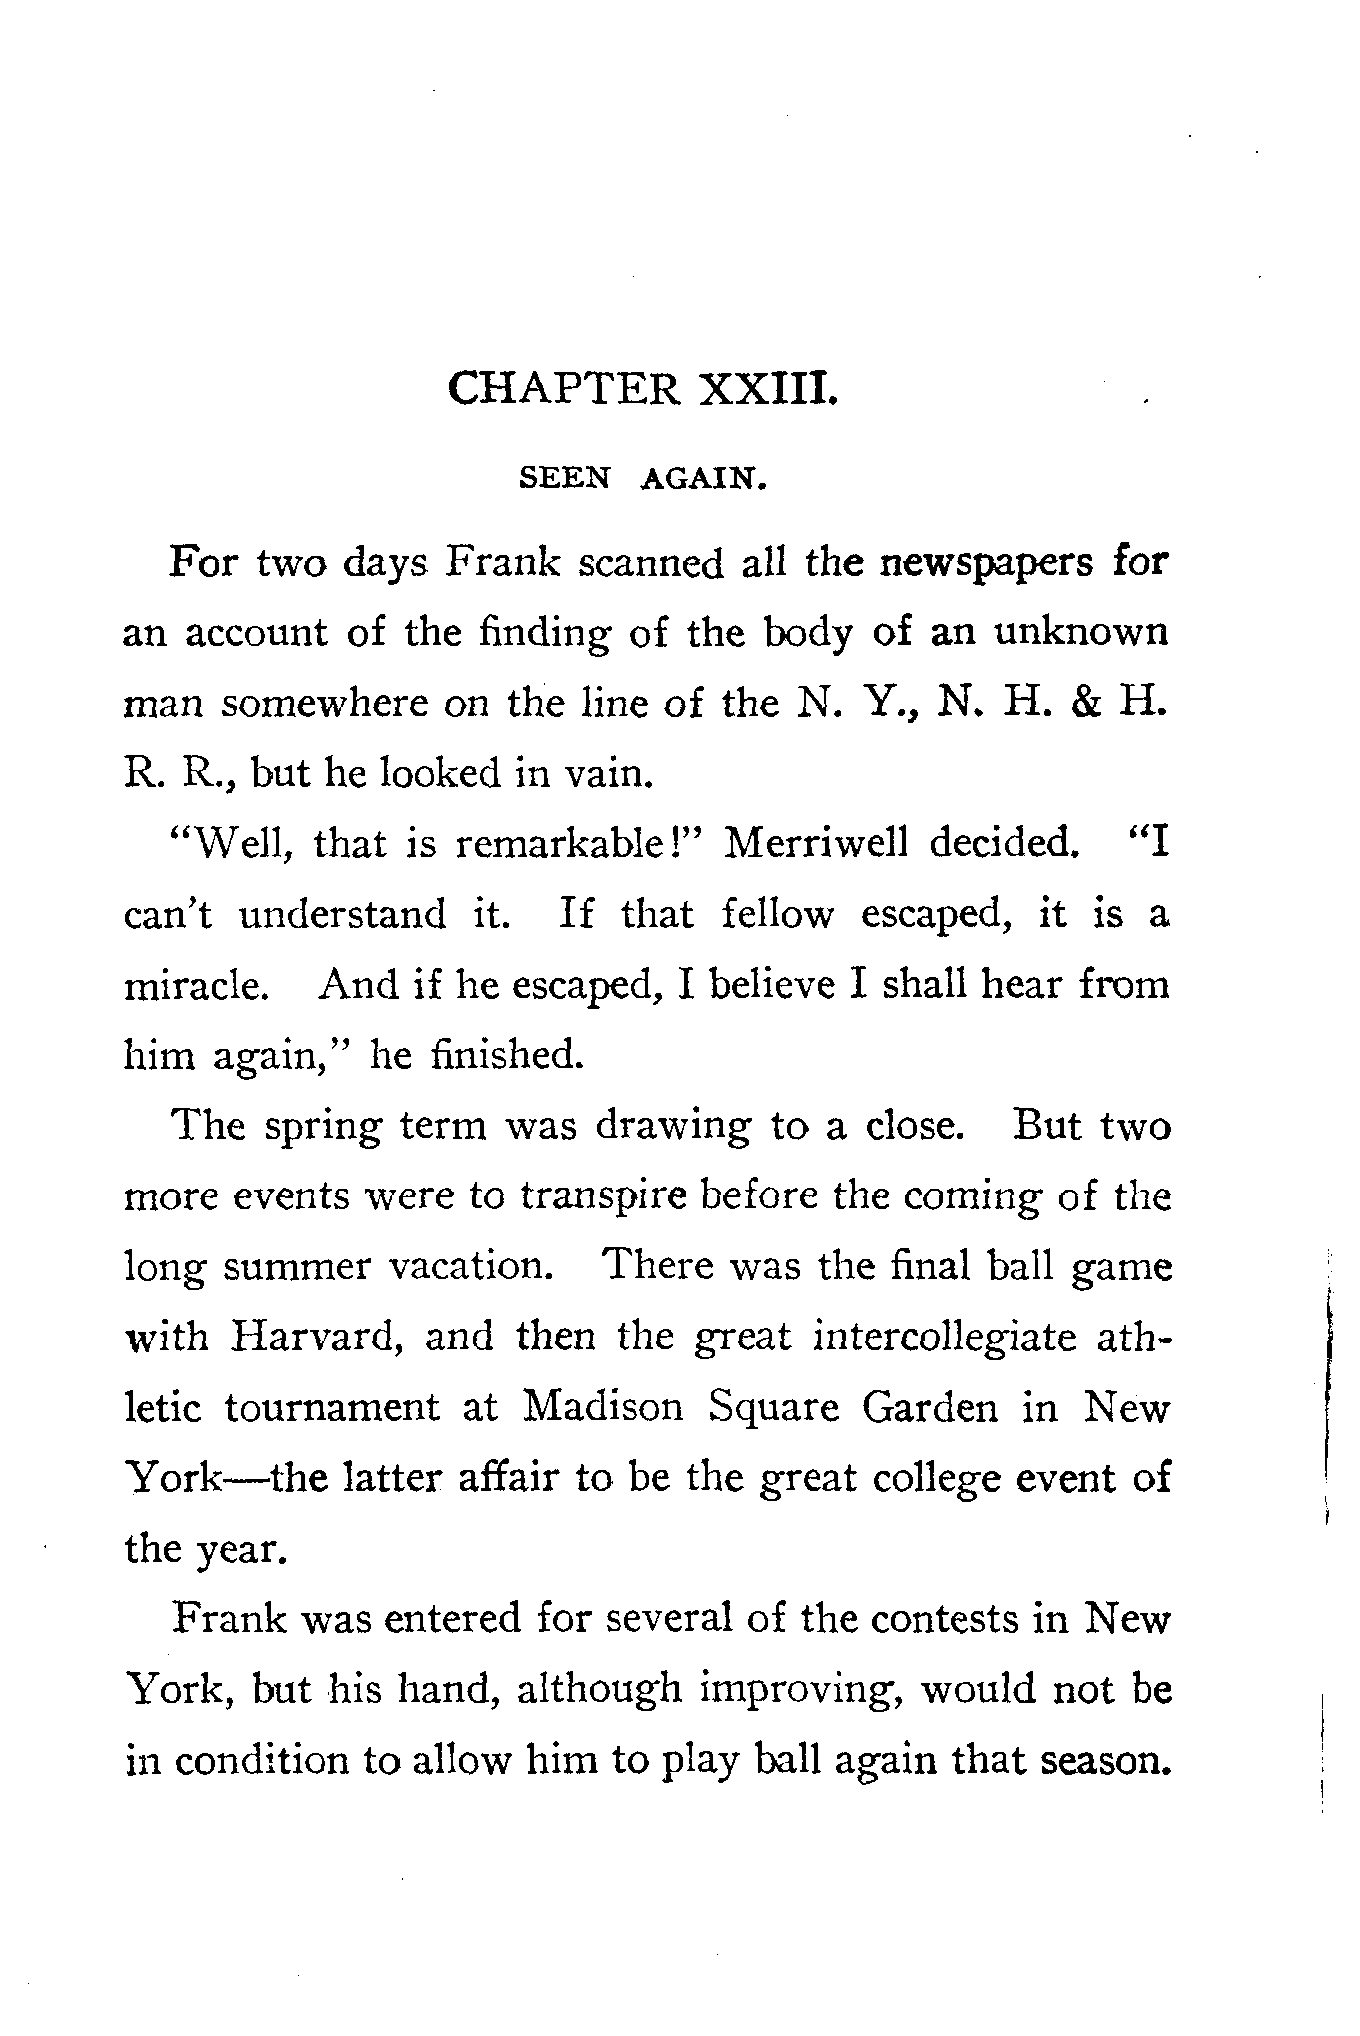 CHAPTER XXIII.
SEEN AGAIN.
For two days Frank scanned all the newspapers for
an account of the finding of the body of an unknown
man somewhere on the line of the N. Y., N. H. & H.
R. R., but he looked in vain.
“Well, that is remarkable!” Merriwell decided. “I
can’t understand it. If that fellow escaped, it is a
miracle. And if he escaped, I believe I shall hear from
him again,” he finished.
The spring term was drawing to a close. But two
more events were to transpire before the coming of the
long summer vacation. There was the final ball game
with Harvard, and then the great intercollegiate ath-
letic tournament at Madison Square Garden in New
York—the latter affair to be the great college event of
the year.
Frank was entered for several of the contests in New
York, but his hand, although improving, would not be
in condition to allow him to play ball again that season.